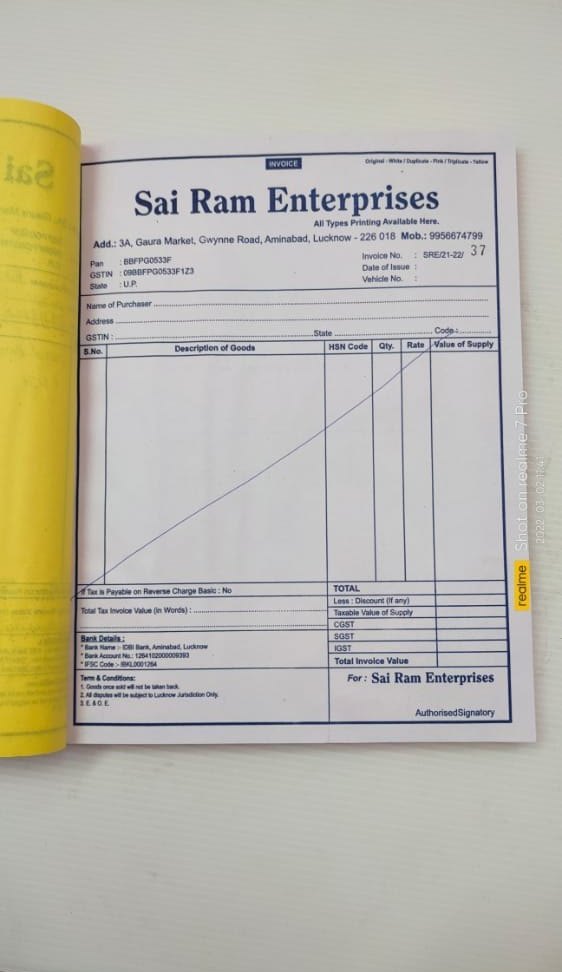 INVOICE
Original - White / Duplicate - Pink / Triplicate - Yellow
Sai Ram Enterprises
All Types Printing Available Here.
Add.: 3A, Gaura Market, Gwynne Road, Aminabad, Lucknow - 226 018 Mob.: 9956674799
Pan : BBFPG0533F
GSTIN : 09BBFPG0533F1Z3
State : U.P.
Invoice No. : SRE/21-22/ 37
Date of Issue :
Vehicle No. :
Name of Purchaser
Address
GSTIN : State Code :
S.No. Description of Goods HSN Code Qty. Rate Value of Supply
If Tax is Payable on Reverse Charge Basic : No
Total Tax Invoice Value (in Words) :
TOTAL
Less : Discount (if any)
Taxable Value of Supply
CGST
SGST
IGST
Total Invoice Value
Bank Details :
* Bank Name :- IDBI Bank, Aminabad, Lucknow
* Bank Account No.: 1264102000009393
* IFSC Code :- IBKL0001264
Term & Conditions:
1. Goods once sold will not be taken back.
2. All disputes will be subject to Lucknow Jurisdiction Only.
3. E. & O. E.
For : Sai Ram Enterprises
Authorised Signatory
realme Shot on realme 7 Pro
2022.03.02 11:41